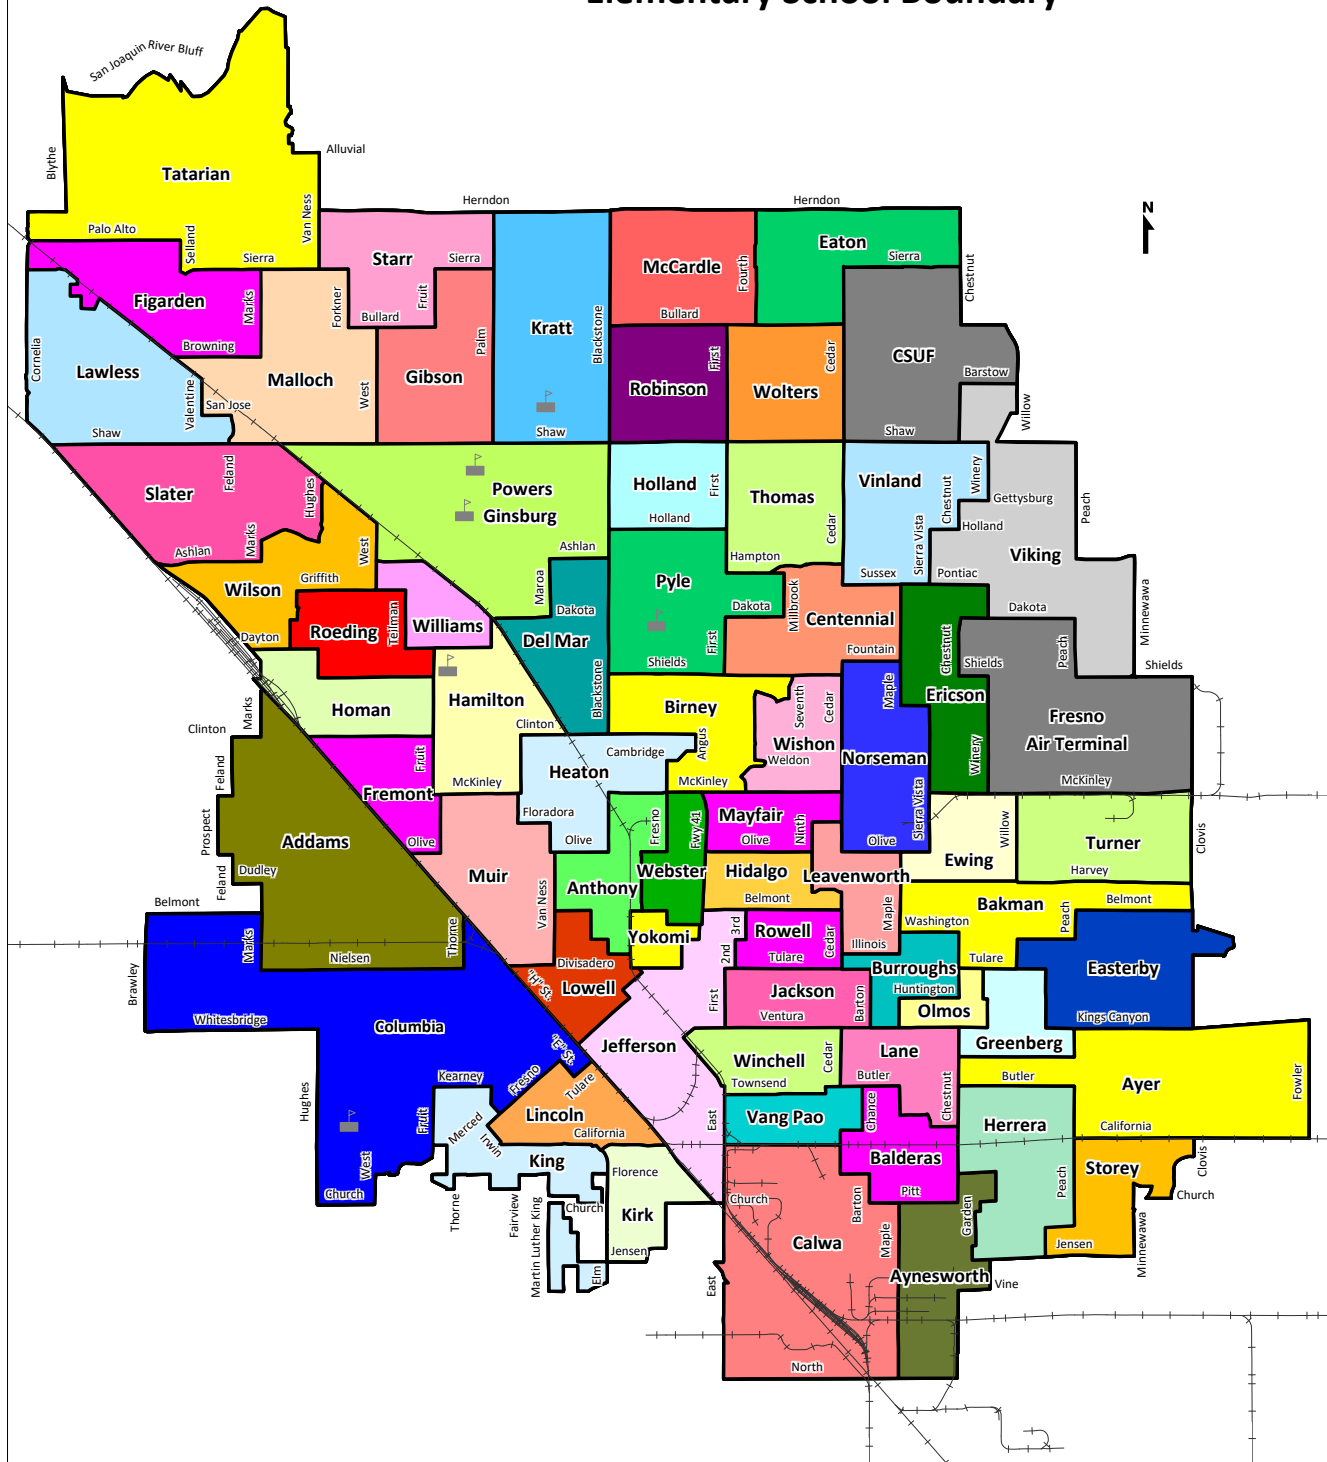 Elementary School Boundary
San Joaquin River Bluff
Blythe
Alluvial
Tatarian
N
Herndon
Herndon
Van Ness
Palo Alto
Selland
Sierra
Starr
Sierra
McCardle
Fourth
Eaton
Sierra
Chestnut
Figarden
Marks
Forkner
Fruit
Bullard
Bullard
Kratt
Blackstone
Browning
Cornelia
Lawless
Malloch
West
Gibson
Palm
Robinson
First
Wolters
Cedar
CSUF
Barstow
Valentine
San Jose
Willow
Shaw
Shaw
Shaw
Slater
Feland
Hughes
Powers
Ginsburg
Holland
First
Holland
Thomas
Cedar
Vinland
Winery
Chestnut
Gettysburg
Peach
Holland
Sierra Vista
Viking
Ashlan
Marks
West
Ashlan
Hampton
Sussex
Pontiac
Wilson
Griffith
Maroa
Dakota
Pyle
Dakota
Millbrook
Centennial
Dakota
Minnewawa
Dayton
Roeding
Teilman
Williams
Del Mar
First
Shields
Fountain
Chestnut
Shields
Peach
Shields
Homan
Hamilton
Clinton
Blackstone
Birney
Seventh
Cedar
Maple
Ericson
Fresno
Air Terminal
Marks
Clinton
Feland
Fruit
McKinley
Heaton
Cambridge
Angus
McKinley
Wishon
Weldon
Norseman
Winery
McKinley
Fremont
Floradora
Olive
Prospect
Addams
Olive
Fresno
Fwy 41
Mayfair
Olive
Ninth
Olive
Sierra Vista
Willow
Turner
Harvey
Clovis
Ewing
Feland
Dudley
Muir
Van Ness
Anthony
Webster
Hidalgo
Belmont
Leavenworth
Maple
Bakman
Belmont
Peach
Washington
Belmont
Marks
Thorne
Nielsen
Yokomi
3rd
2nd
Rowell
Tulare
Cedar
Illinois
Tulare
Brawley
Whitesbridge
Columbia
"H" St.
Divisadero
Lowell
First
Jackson
Ventura
Barton
Burroughs
Huntington
Olmos
Easterby
Kings Canyon
"E" St.
Jefferson
Winchell
Townsend
Cedar
Lane
Butler
Chestnut
Greenberg
Butler
Ayer
Fowler
Hughes
Kearney
Fresno
Tulare
Fruit
Merced
Irwin
Lincoln
California
East
Vang Pao
Chance
Herrera
California
West
Church
King
Florence
Balderas
Pitt
Peach
Storey
Clovis
Church
Thorne
Fairview
Martin Luther King
Church
Kirk
Jensen
Elm
Church
Barton
Calwa
Maple
Garden
Jensen
Minnewawa
East
Aynesworth
Vine
North